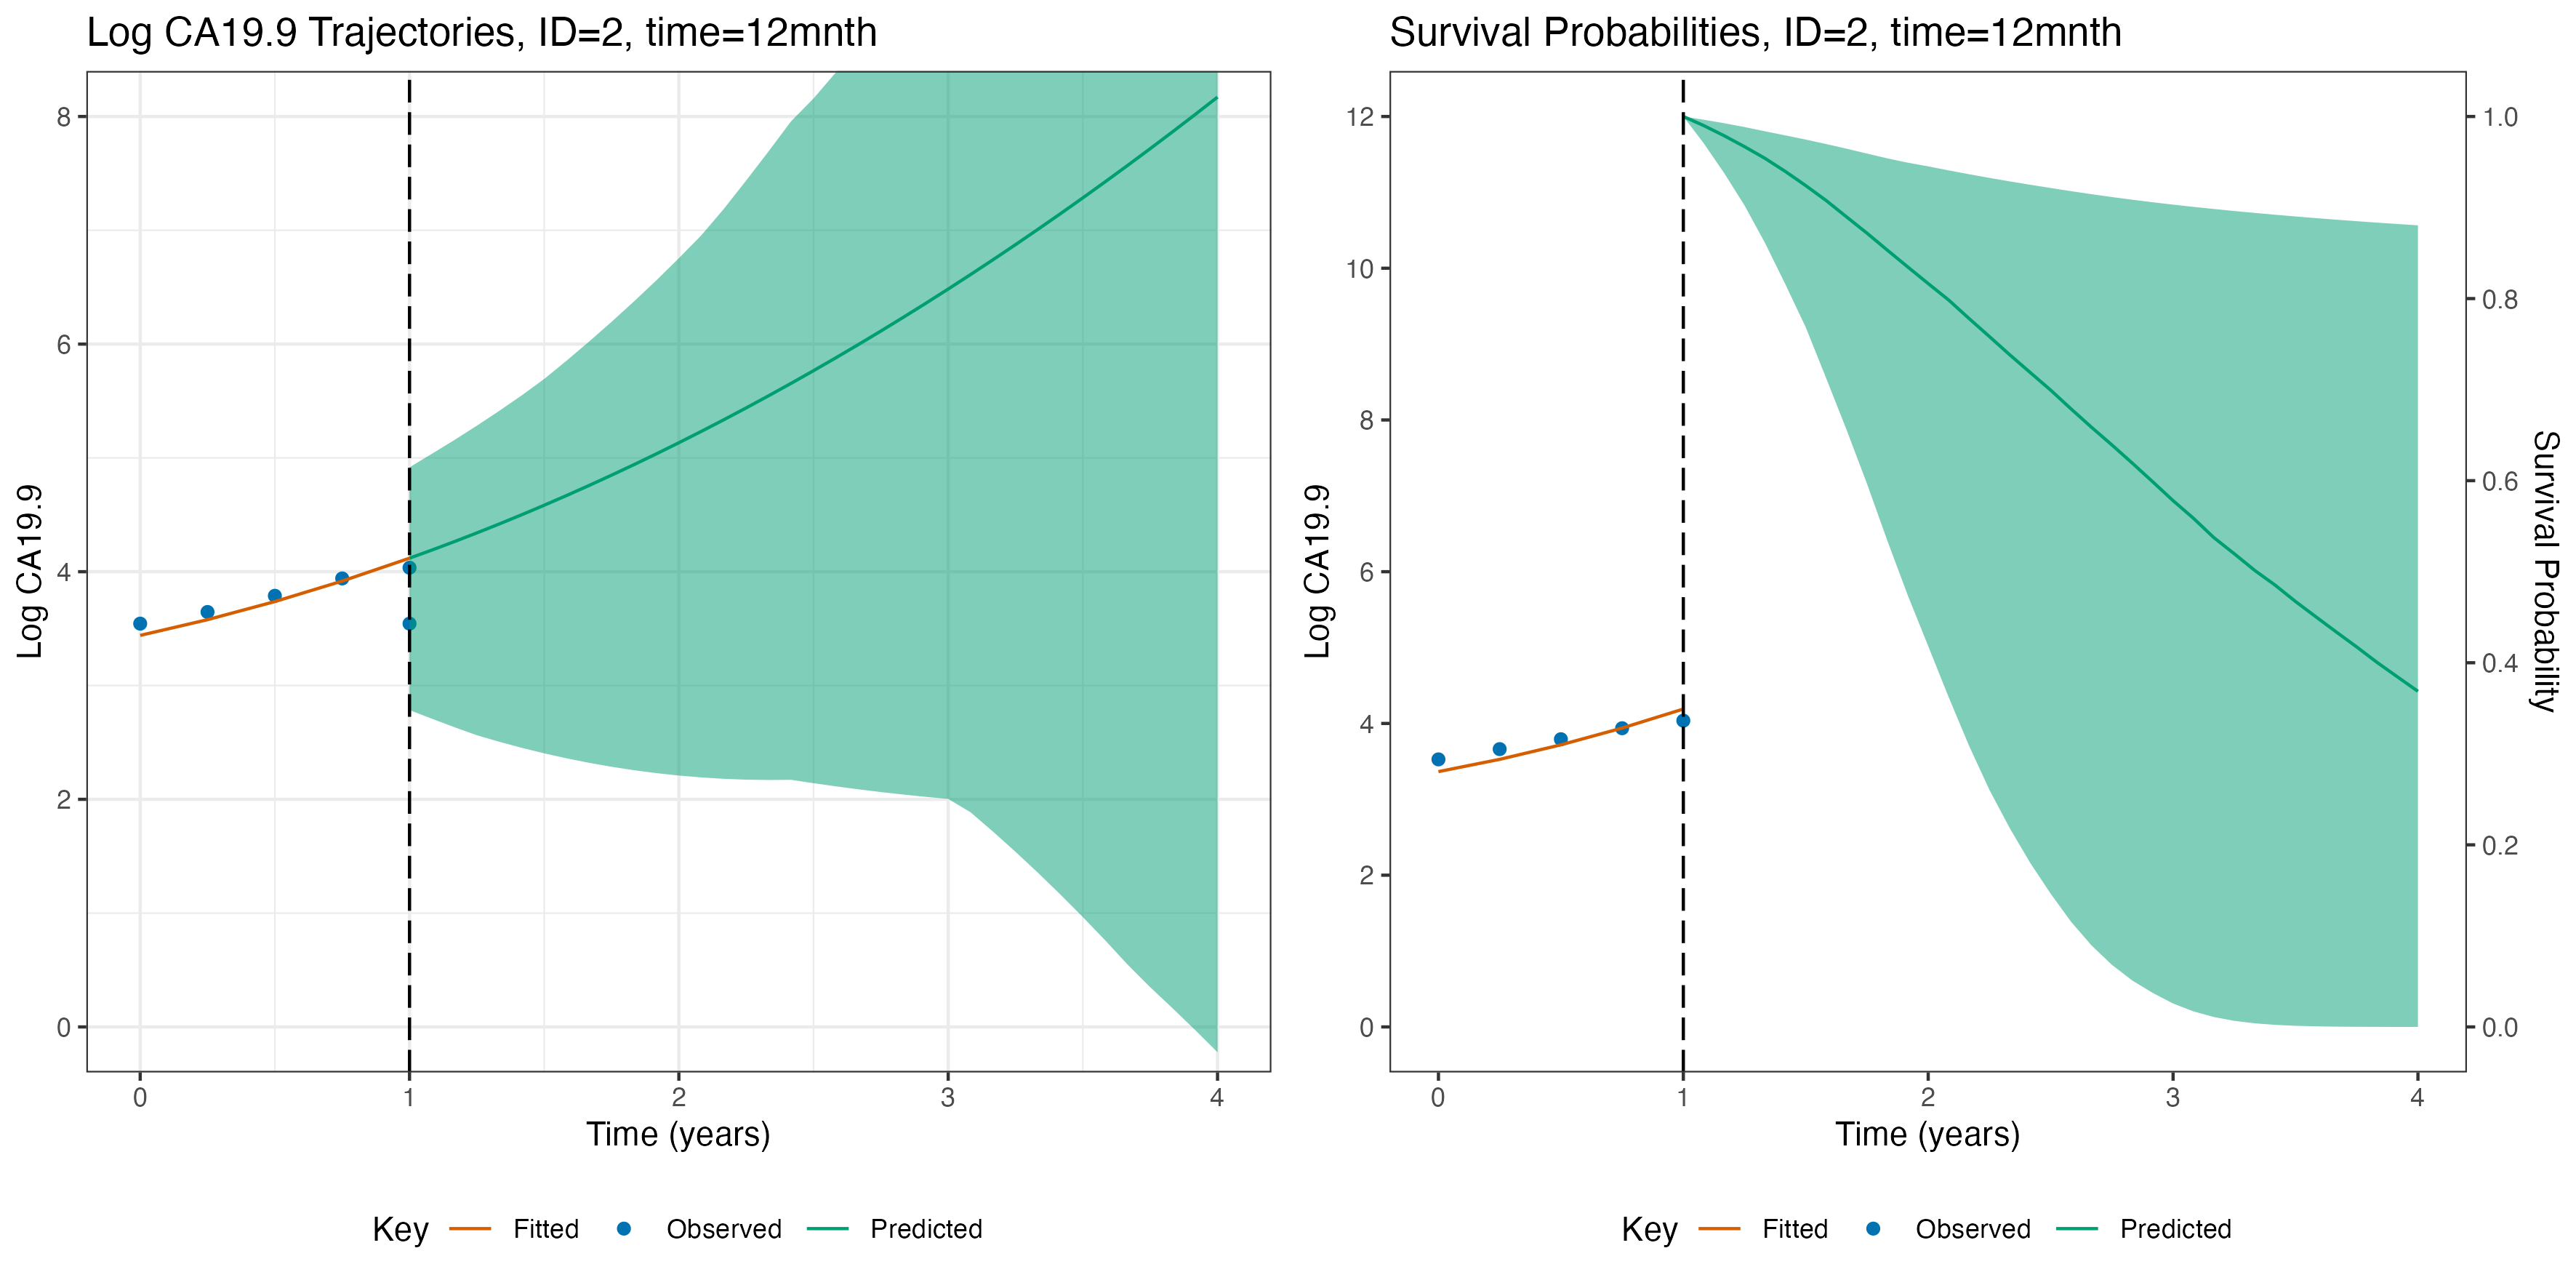 Log CA19.9 Trajectories, ID=2, time=12mnth
8
6
4
2
0
Log CA19.9
0 1 2 3 4
Time (years)
Key Fitted Observed Predicted
Survival Probabilities, ID=2, time=12mnth
12
10
8
6
4
2
0
Log CA19.9
1.0
0.8
0.6
0.4
0.2
0.0
Survival Probability
0 1 2 3 4
Time (years)
Key Fitted Observed Predicted